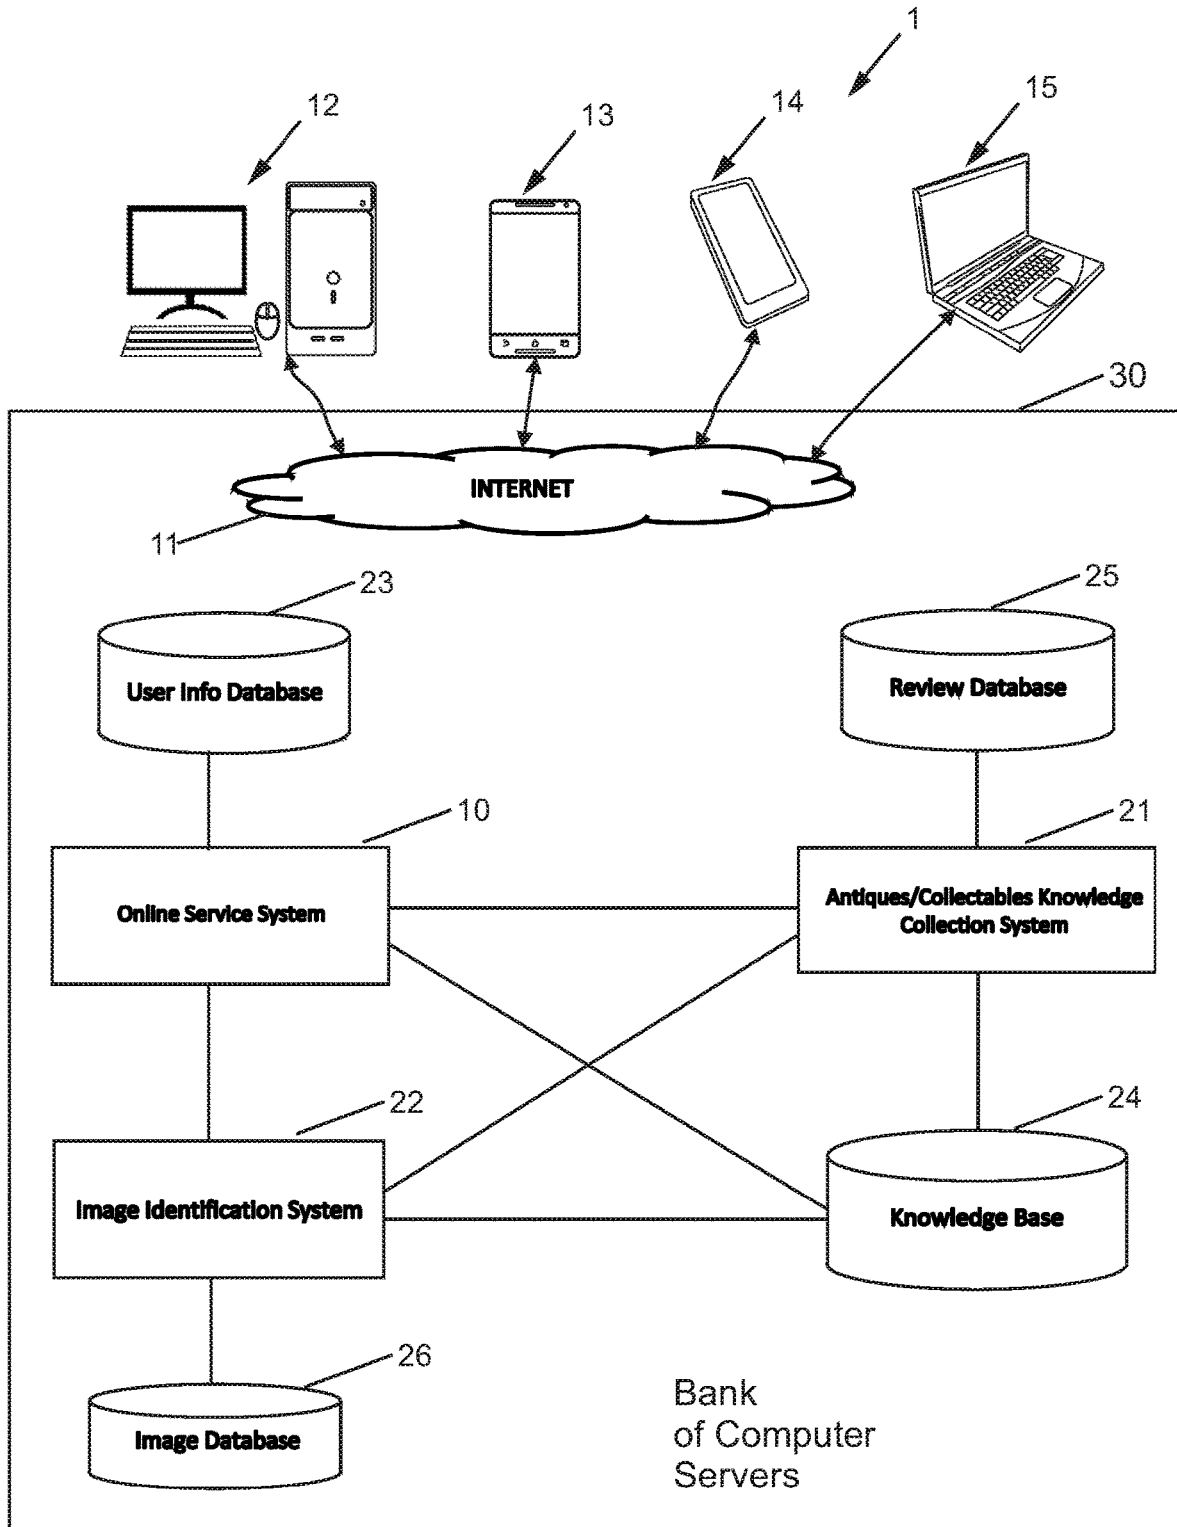 1
12
13
14
15
30
INTERNET
11
23
25
User Info Database
Review Database
10
21
Online Service System
Antiques/Collectables Knowledge
Collection System
22
24
Image Identification System
Knowledge Base
26
Image Database
Bank
of Computer
Servers